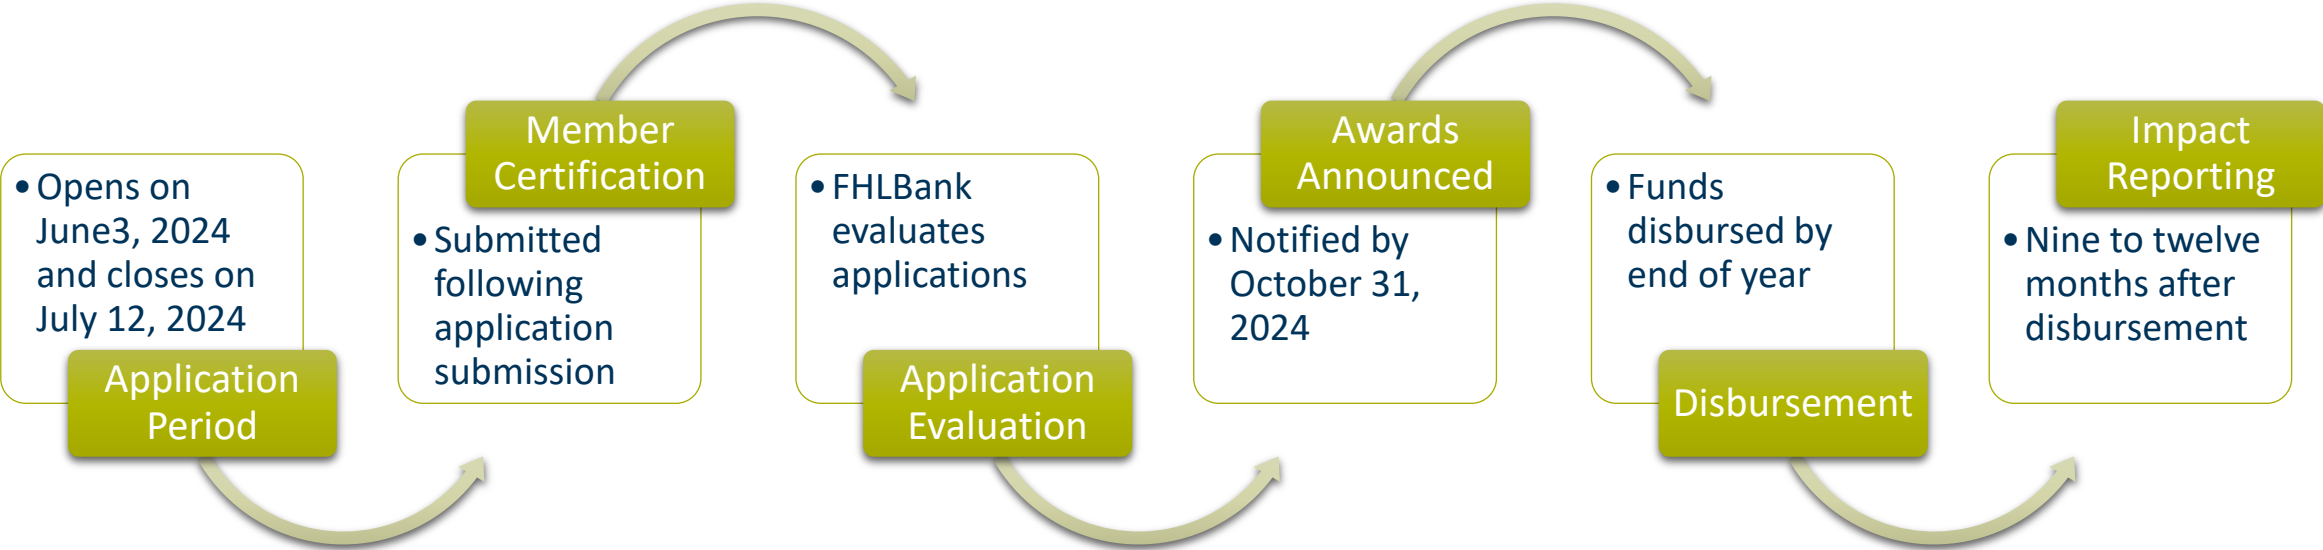 • Opens on
June3, 2024
and closes on
July 12, 2024
Application
Period
Member
Certification
• Submitted
following
application
submission
• FHLBank
evaluates
applications
Application
Evaluation
Awards
Announced
• Notified by
October 31,
2024
• Funds
disbursed by
end of year
Disbursement
Impact
Reporting
• Nine to twelve
months after
disbursement